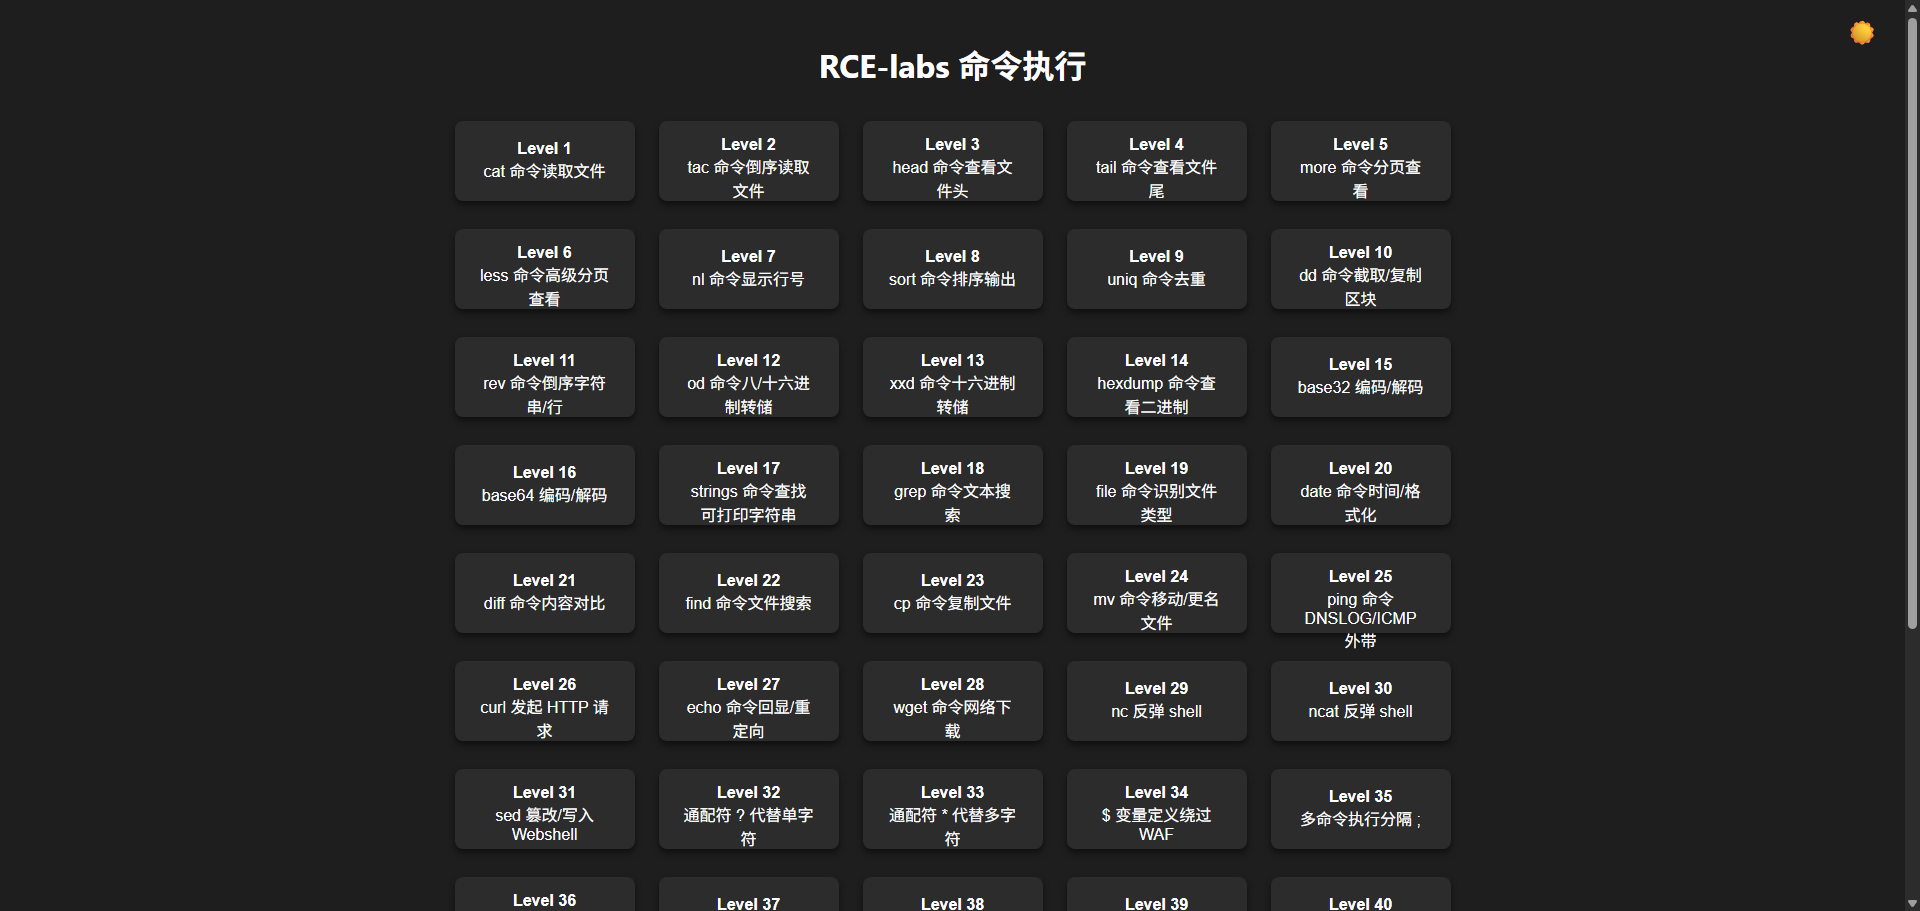 RCE-labs 命令执行
Level 1
cat 命令读取文件
Level 2
tac 命令倒序读取
文件
Level 3
head 命令查看文
件头
Level 4
tail 命令查看文件
尾
Level 5
more 命令分页查
看
Level 6
less 命令高级分页
查看
Level 7
nl 命令显示行号
Level 8
sort 命令排序输出
Level 9
uniq 命令去重
Level 10
dd 命令截取/复制
区块
Level 11
rev 命令倒序字符
串/行
Level 12
od 命令八/十六进
制转储
Level 13
xxd 命令十六进制
转储
Level 14
hexdump 命令查
看二进制
Level 15
base32 编码/解码
Level 16
base64 编码/解码
Level 17
strings 命令查找
可打印字符串
Level 18
grep 命令文本搜
索
Level 19
file 命令识别文件
类型
Level 20
date 命令时间/格
式化
Level 21
diff 命令内容对比
Level 22
find 命令文件搜索
Level 23
cp 命令复制文件
Level 24
mv 命令移动/更名
文件
Level 25
ping 命令
DNSLOG/ICMP
外带
Level 26
curl 发起 HTTP 请
求
Level 27
echo 命令回显/重
定向
Level 28
wget 命令网络下
载
Level 29
nc 反弹 shell
Level 30
ncat 反弹 shell
Level 31
sed 篡改/写入
Webshell
Level 32
通配符 ? 代替单字
符
Level 33
通配符 * 代替多字
符
Level 34
$ 变量定义绕过
WAF
Level 35
多命令执行分隔 ;
Level 36
Level 37
Level 38
Level 39
Level 40